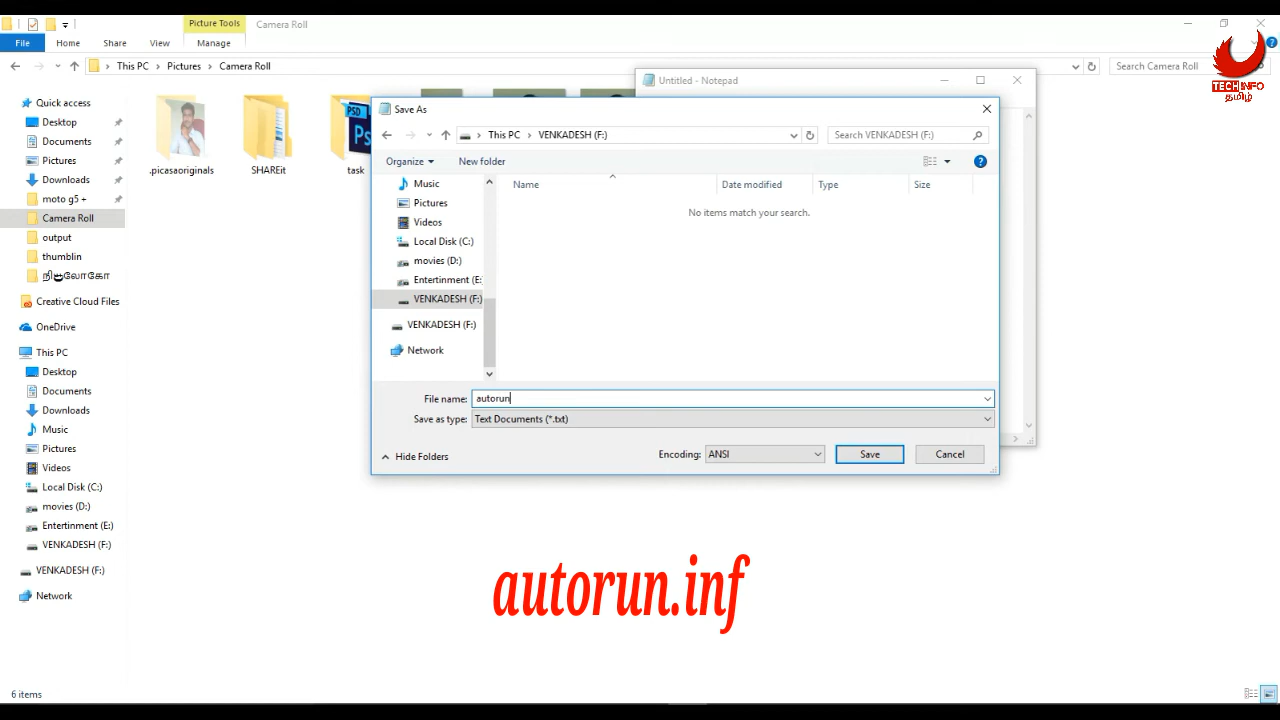 Picture Tools
Camera Roll
File
Home
Share
View
Manage
This PC
Pictures
Camera Roll
Search Camera Roll
TECH INFO
தமிழ்
Quick access
Desktop
Documents
Pictures
Downloads
moto g5 +
Camera Roll
output
thumblin
Creative Cloud Files
OneDrive
This PC
Desktop
Documents
Downloads
Music
Pictures
Videos
Local Disk (C:)
movies (D:)
Entertinment (E:)
VENKADESH (F:)
VENKADESH (F:)
Network
.picasaoriginals
SHAREit
PSD
Ps
task
Untitled - Notepad
Save As
This PC
VENKADESH (F:)
Search VENKADESH (F:)
Organize
New folder
Music
Pictures
Videos
Local Disk (C:)
movies (D:)
Entertinment (E:
VENKADESH (F:)
VENKADESH (F:)
Network
Name
Date modified
Type
Size
No items match your search.
File name:
autorun
Save as type:
Text Documents (*.txt)
Hide Folders
Encoding:
ANSI
Save
Cancel
autorun.inf
6 items